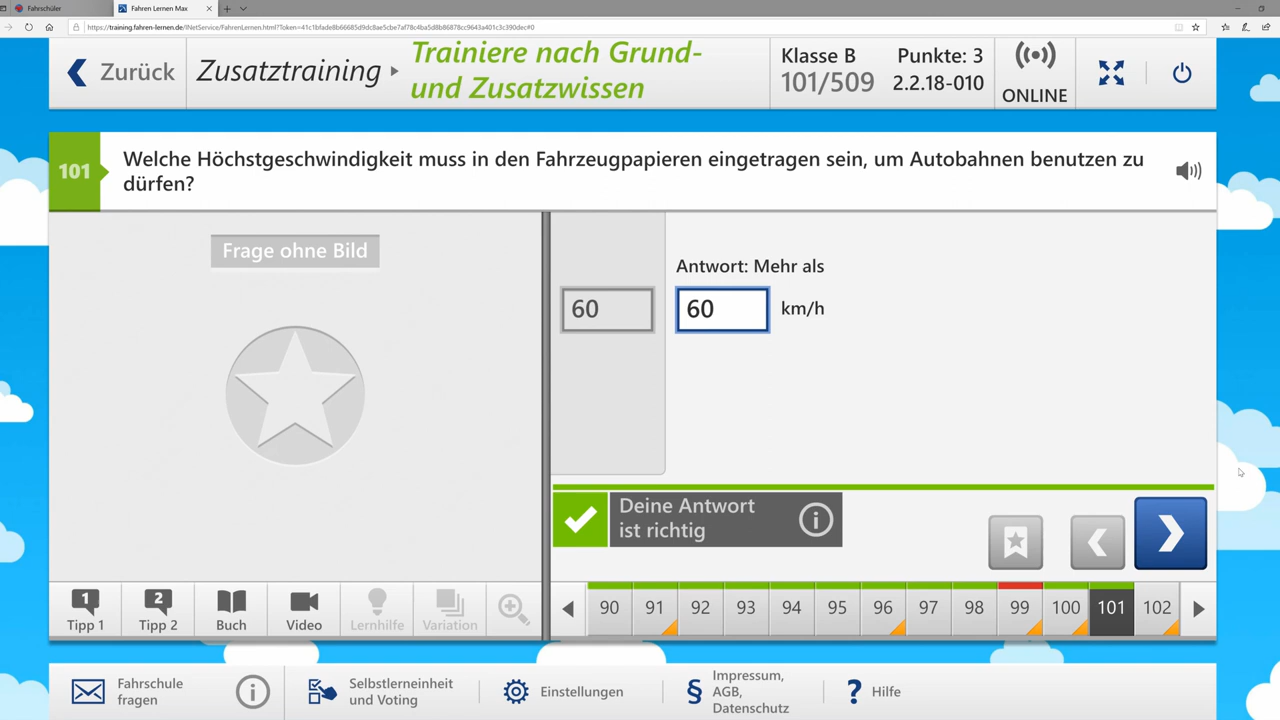 Fahrschüler
Fahren Lernen Max
Zurück
Zusatztraining
Trainiere nach Grund-
und Zusatzwissen
Klasse B
101/509
Punkte: 3
2.2.18-010
ONLINE
101
Welche Höchstgeschwindigkeit muss in den Fahrzeugpapieren eingetragen sein, um Autobahnen benutzen zu
dürfen?
Frage ohne Bild
Antwort: Mehr als
60
60
km/h
Deine Antwort
ist richtig
1
Tipp 1
2
Tipp 2
Buch
Video
Lernhilfe
Variation
90
91
92
93
94
95
96
97
98
99
100
101
102
Fahrschule
fragen
Selbstlerneinheit
und Voting
Einstellungen
§
Impressum,
AGB,
Datenschutz
?
Hilfe